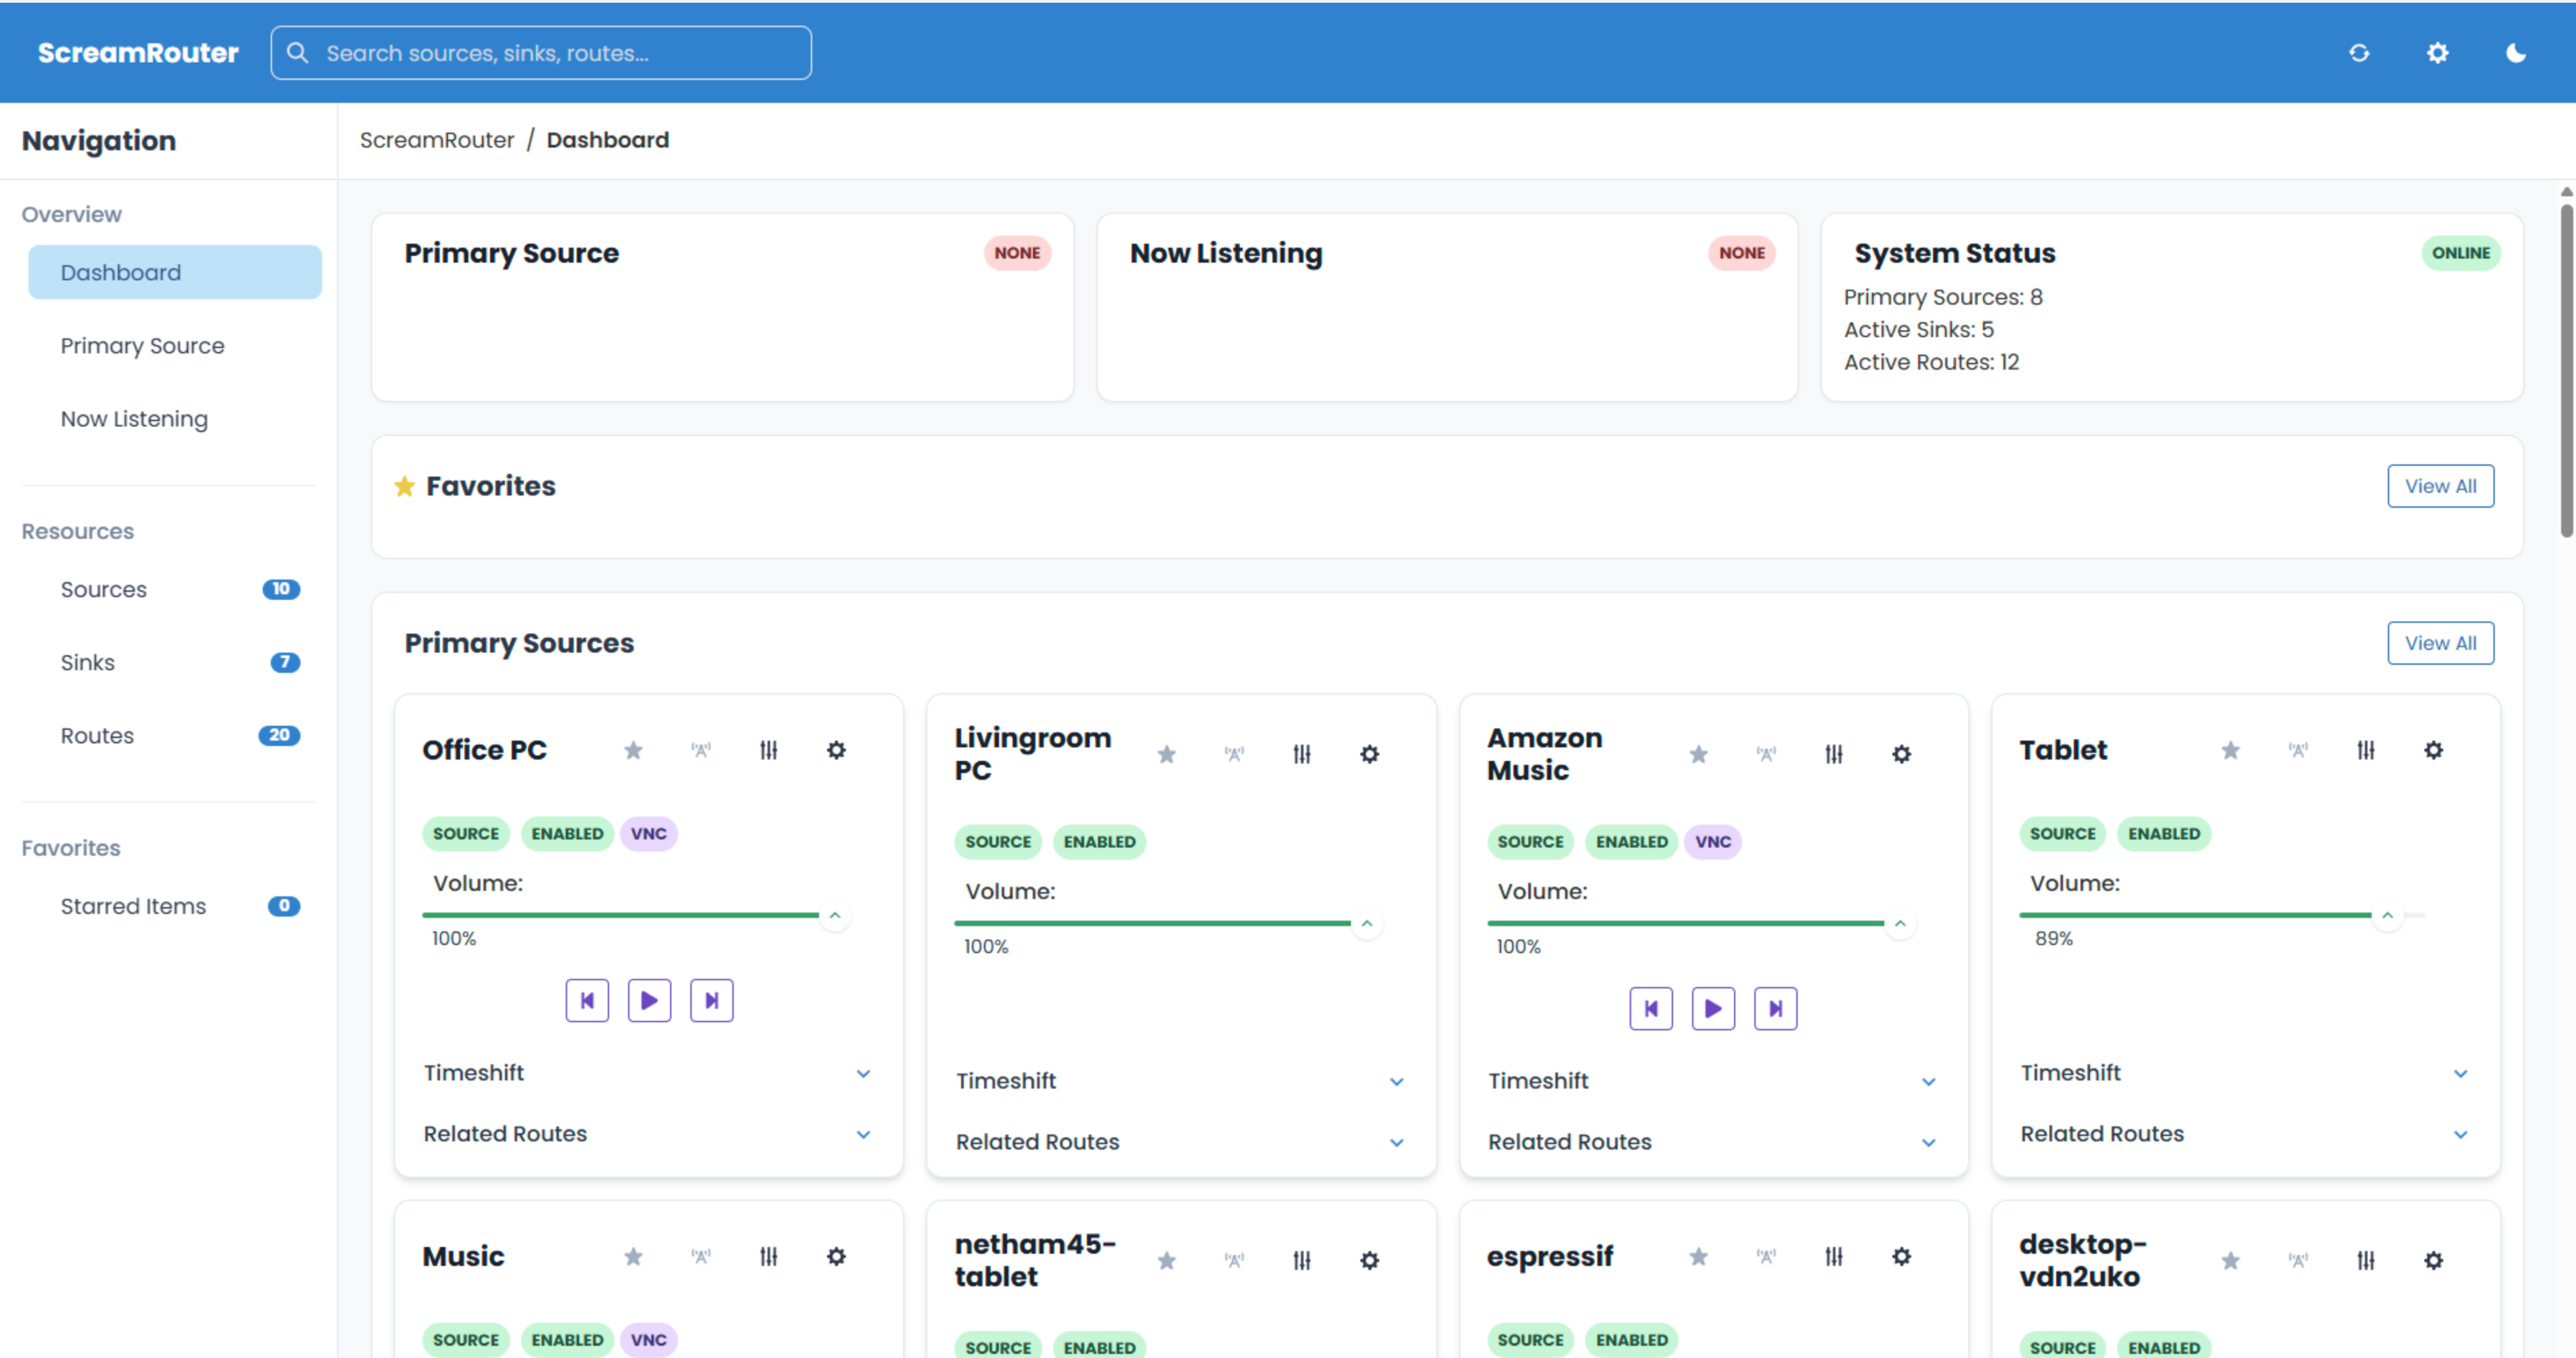 ScreamRouter
Search sources, sinks, routes...
Navigation
ScreamRouter / Dashboard
Overview
Dashboard
Primary Source
Now Listening
Resources
Sources 10
Sinks 7
Routes 20
Favorites
Starred Items 0
Primary Source NONE
Now Listening NONE
System Status ONLINE
Primary Sources: 8
Active Sinks: 5
Active Routes: 12
Favorites
View All
Primary Sources
View All
Office PC
SOURCE ENABLED VNC
Volume:
100%
Timeshift
Related Routes
Livingroom
PC
SOURCE ENABLED
Volume:
100%
Timeshift
Related Routes
Amazon
Music
SOURCE ENABLED VNC
Volume:
100%
Timeshift
Related Routes
Tablet
SOURCE ENABLED
Volume:
89%
Timeshift
Related Routes
Music
SOURCE ENABLED VNC
netham45-
tablet
SOURCE ENABLED
espressif
SOURCE ENABLED
desktop-
vdn2uko
SOURCE ENABLED